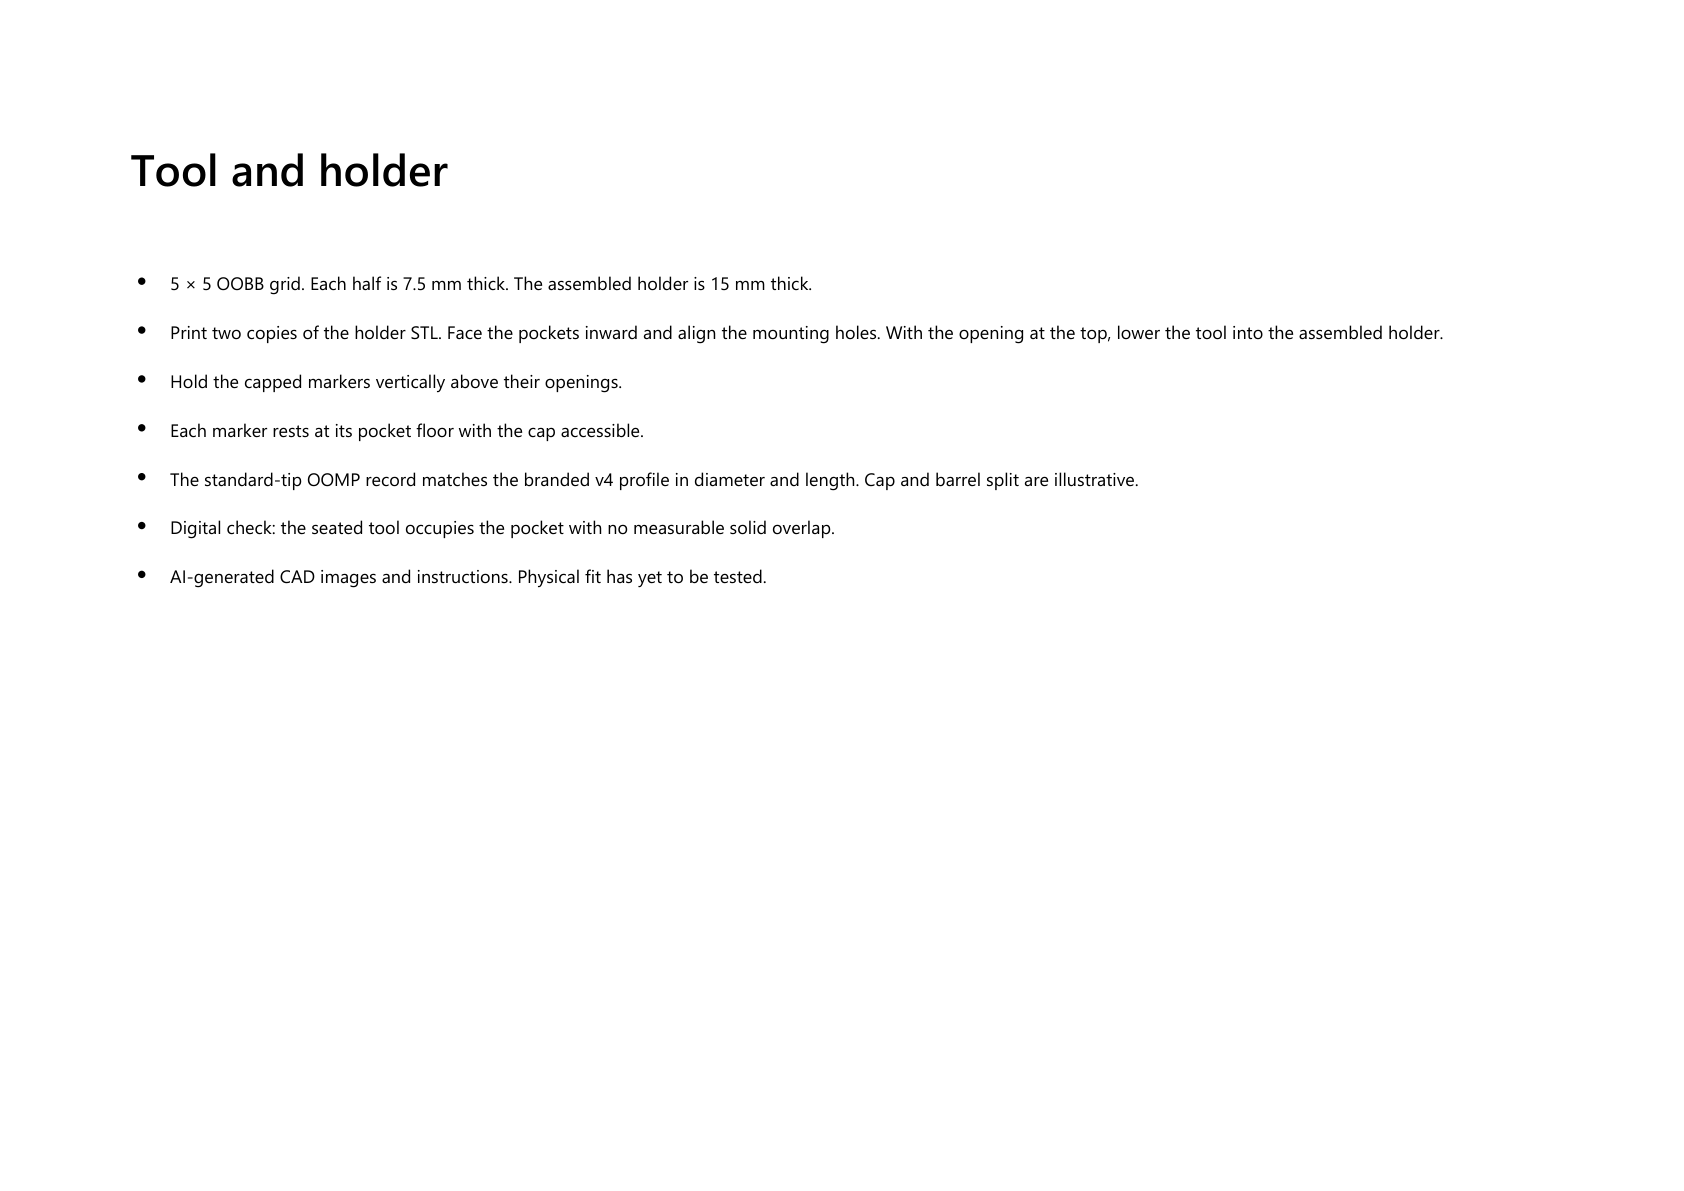 Tool and holder
• 5 × 5 OOBB grid. Each half is 7.5 mm thick. The assembled holder is 15 mm thick.
• Print two copies of the holder STL. Face the pockets inward and align the mounting holes. With the opening at the top, lower the tool into the assembled holder.
• Hold the capped markers vertically above their openings.
• Each marker rests at its pocket floor with the cap accessible.
• The standard-tip OOMP record matches the branded v4 profile in diameter and length. Cap and barrel split are illustrative.
• Digital check: the seated tool occupies the pocket with no measurable solid overlap.
• AI-generated CAD images and instructions. Physical fit has yet to be tested.